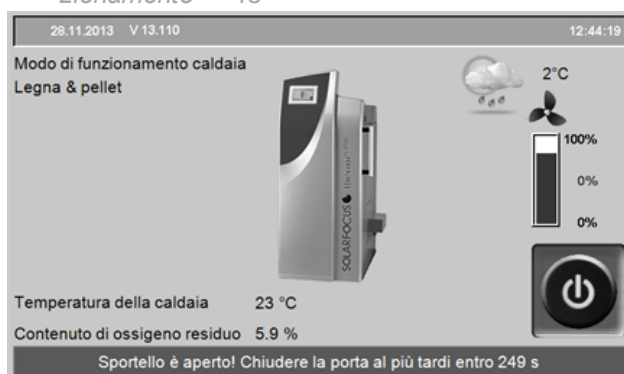 zionamento
28.11.2013 V 13.110 12:44:19
Modo di funzionamento caldaia
Legna & pellet
2°C
100%
0%
0%
SOLARFOCUS
Temperatura della caldaia 23 °C
Contenuto di ossigeno residuo 5.9 %
Sportello è aperto! Chiudere la porta al più tardi entro 249 s